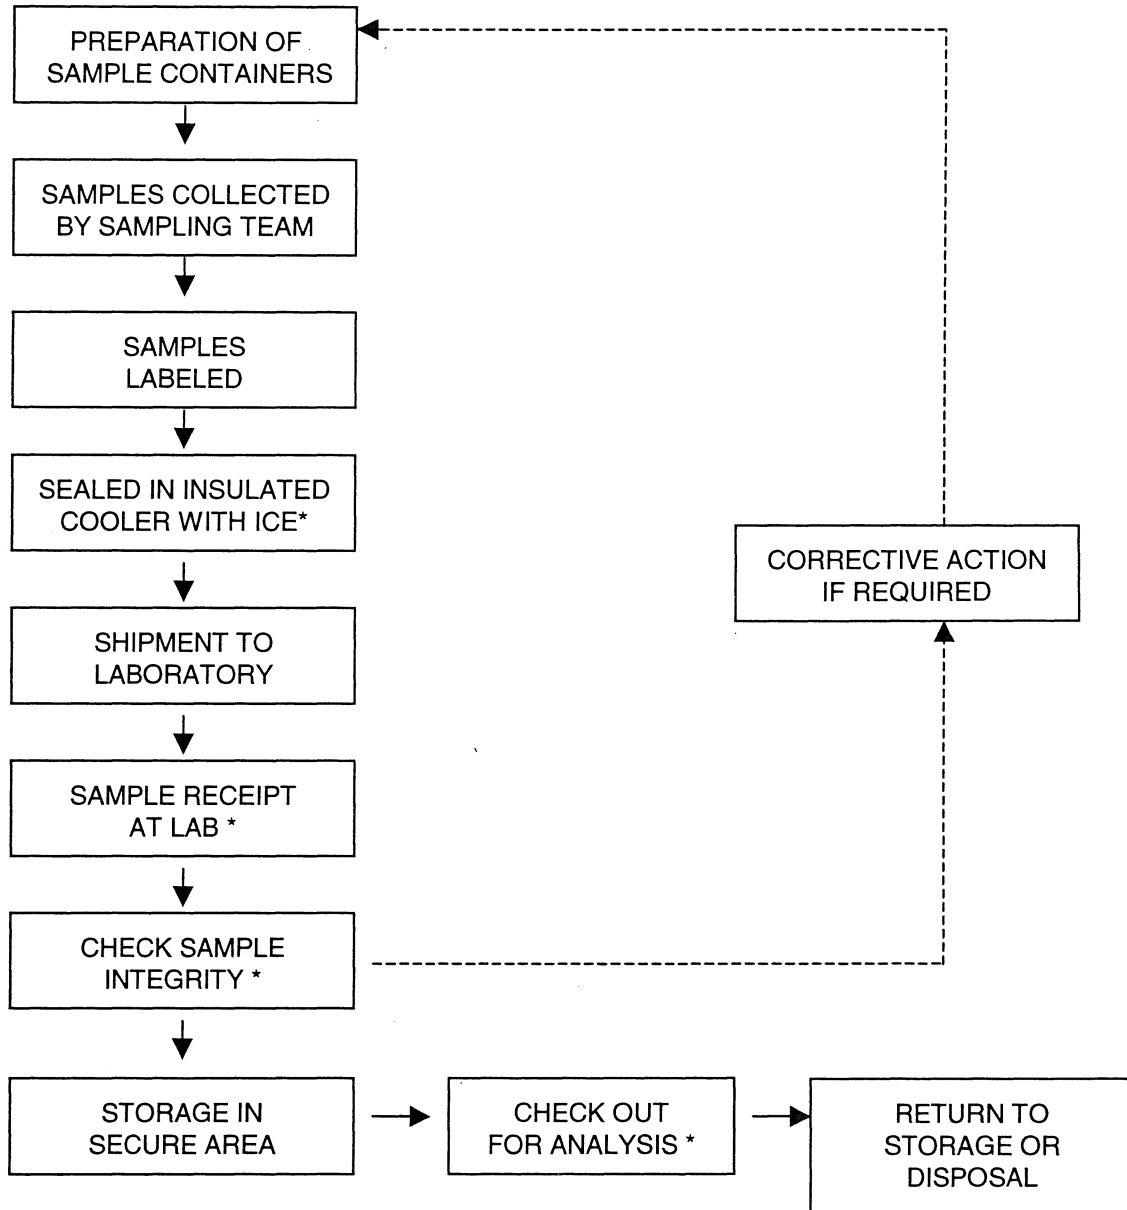 PREPARATION OF
SAMPLE CONTAINERS
SAMPLES COLLECTED
BY SAMPLING TEAM
SAMPLES
LABELED
SEALED IN INSULATED
COOLER WITH ICE*
SHIPMENT TO
LABORATORY
SAMPLE RECEIPT
AT LAB *
CHECK SAMPLE
INTEGRITY *
CORRECTIVE ACTION
IF REQUIRED
STORAGE IN
SECURE AREA
CHECK OUT
FOR ANALYSIS *
RETURN TO
STORAGE OR
DISPOSAL